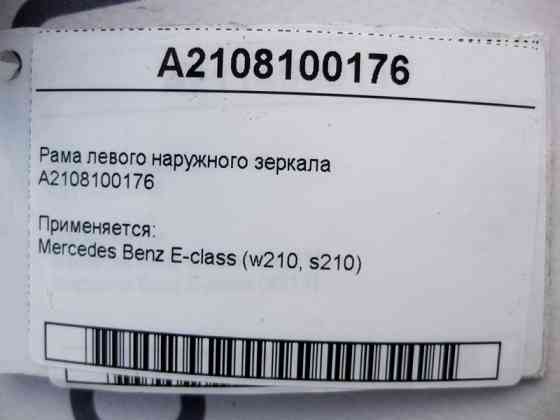 A2108100176
Рама левого наружного зеркала
A2108100176
Применяется:
Mercedes Benz E-class (w210, s210)